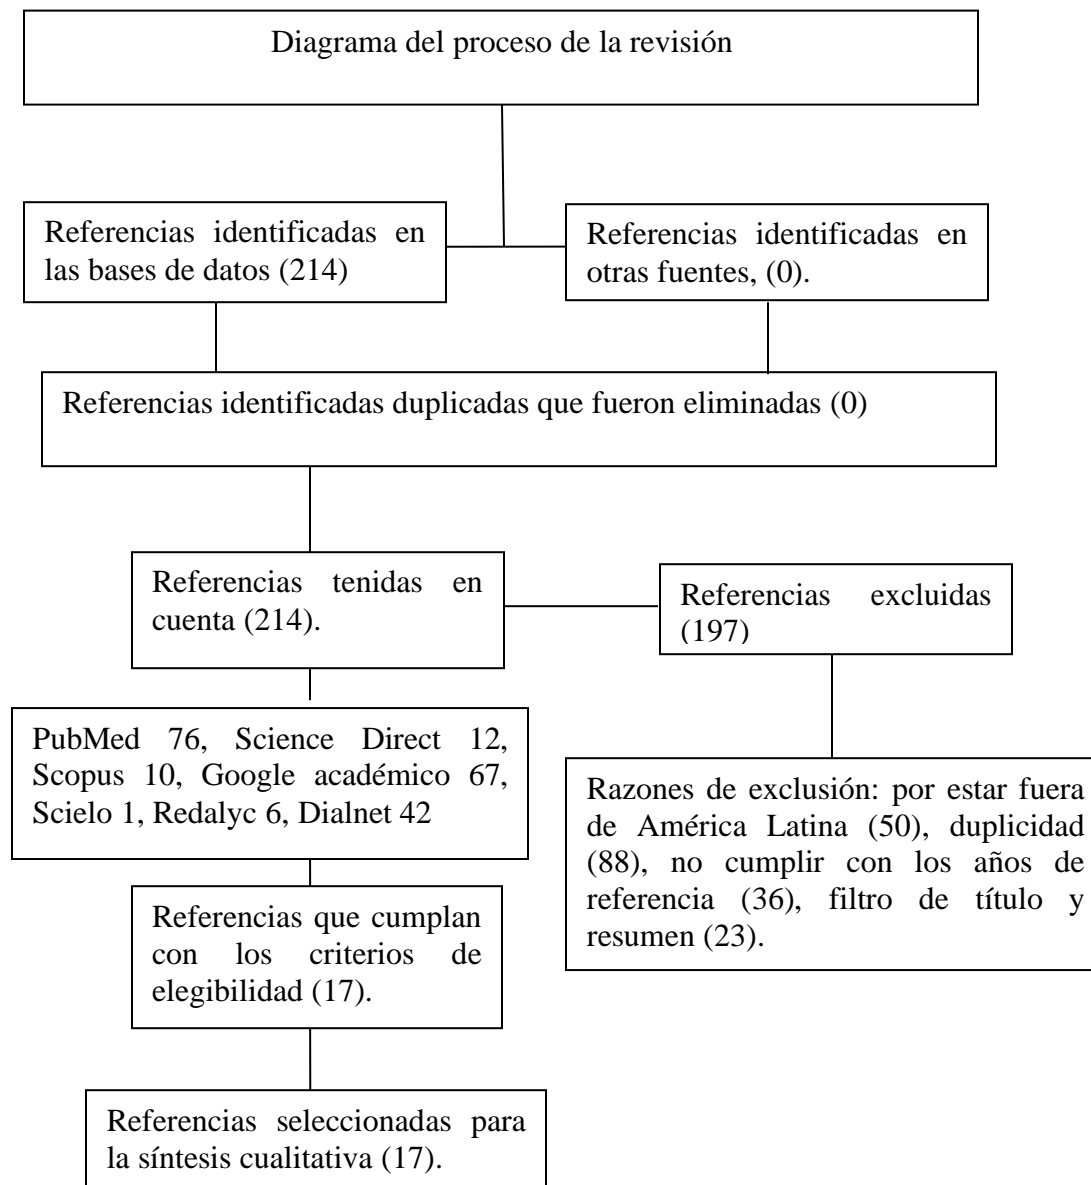 Diagrama del proceso de la revisión
Referencias identificadas en
las bases de datos (214)
Referencias identificadas en
otras fuentes, (0).
Referencias identificadas duplicadas que fueron eliminadas (0)
Referencias tenidas en
cuenta (214).
Referencias excluidas
(197)
PubMed 76, Science Direct 12,
Scopus 10, Google académico 67,
Scielo 1, Redalyc 6, Dialnet 42
Razones de exclusión: por estar fuera
de América Latina (50), duplicidad
(88), no cumplir con los años de
referencia (36), filtro de título y
resumen (23).
Referencias que cumplan
con los criterios de
elegibilidad (17).
Referencias seleccionadas para
la síntesis cualitativa (17).